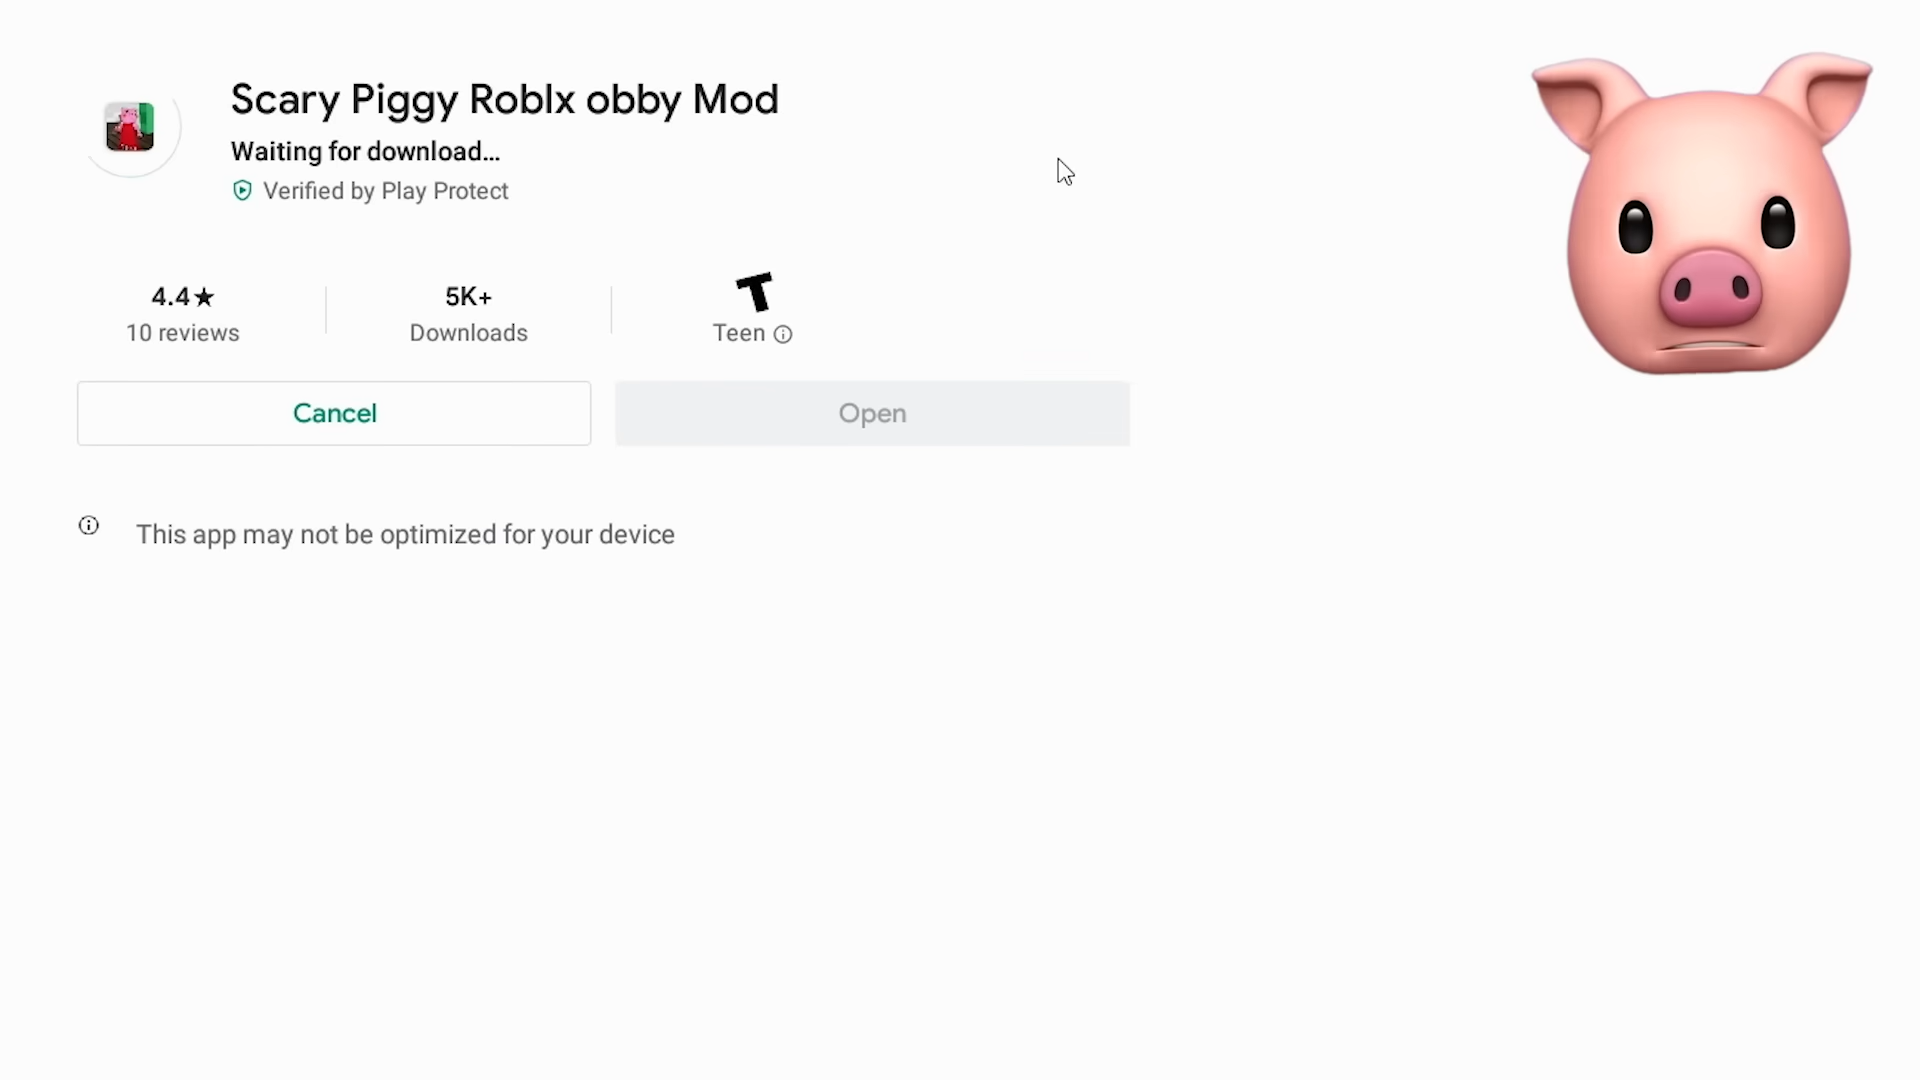 Scary Piggy Roblx obby Mod
Waiting for download...
Verified by Play Protect
4.4★
10 reviews
5K+
Downloads
T
Teen
Cancel
Open
This app may not be optimized for your device